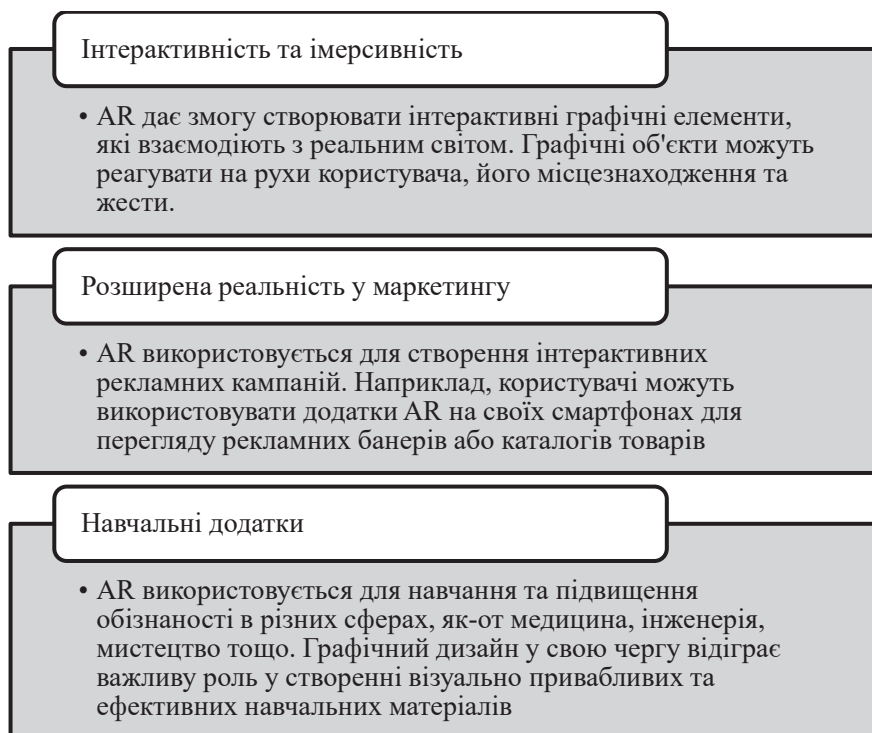 Інтерактивність та імерсивність
• AR дає змогу створювати інтерактивні графічні елементи,
які взаємодіють з реальним світом. Графічні об'єкти можуть
реагувати на рухи користувача, його місцезнаходження та
жести.
Розширена реальність у маркетингу
• AR використовується для створення інтерактивних
рекламних кампаній. Наприклад, користувачі можуть
використовувати додатки AR на своїх смартфонах для
перегляду рекламних банерів або каталогів товарів
Навчальні додатки
• AR використовується для навчання та підвищення
обізнаності в різних сферах, як-от медицина, інженерія,
мистецтво тощо. Графічний дизайн у свою чергу відіграє
важливу роль у створенні візуально привабливих та
ефективних навчальних матеріалів